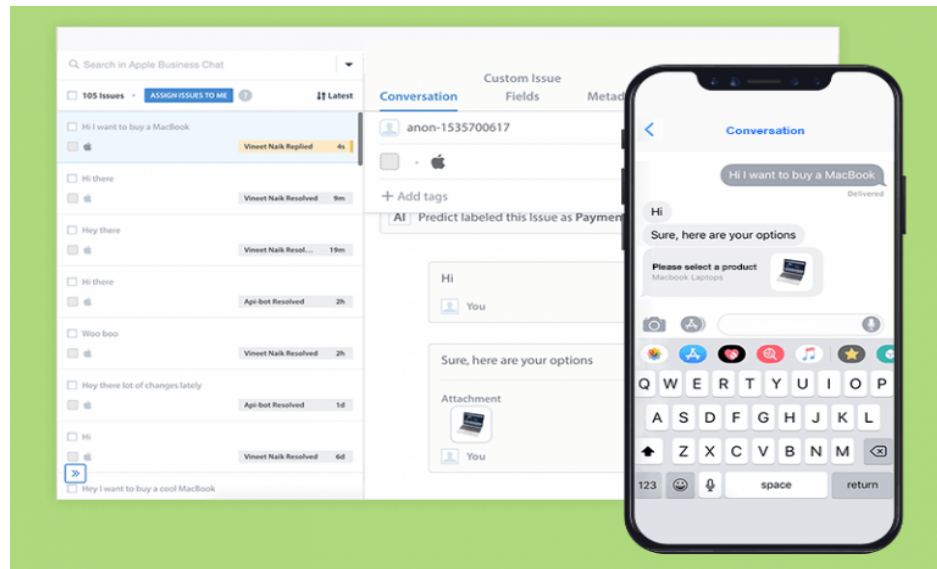 Search in Apple Business Chat
105 Issues
ASSIGN ISSUES TO ME
?
Latest
Hi I want to buy a MacBook
Vineet Naik Replied 4s
Hi there
Vineet Naik Resolved 9m
Hey there
Vineet Naik Resol... 19m
Hi there
Api-bot Resolved 2h
Woo boo
Vineet Naik Resolved 2h
Hey there lot of changes lately
Api-bot Resolved 1d
Hi
Vineet Naik Resolved 6d
Hey I want to buy a cool MacBook
Conversation
Custom Issue
Fields
Metad
anon-1535700617
+ Add tags
AI Predict labeled this Issue as Paymen
Hi
You
Sure, here are your options
Attachment
You
Conversation
Hi I want to buy a MacBook
Delivered
Hi
Sure, here are your options
Please select a product
Macbook Laptops
Q W E R T Y U I O P
A S D F G H J K L
Z X C V B N M
123 space return